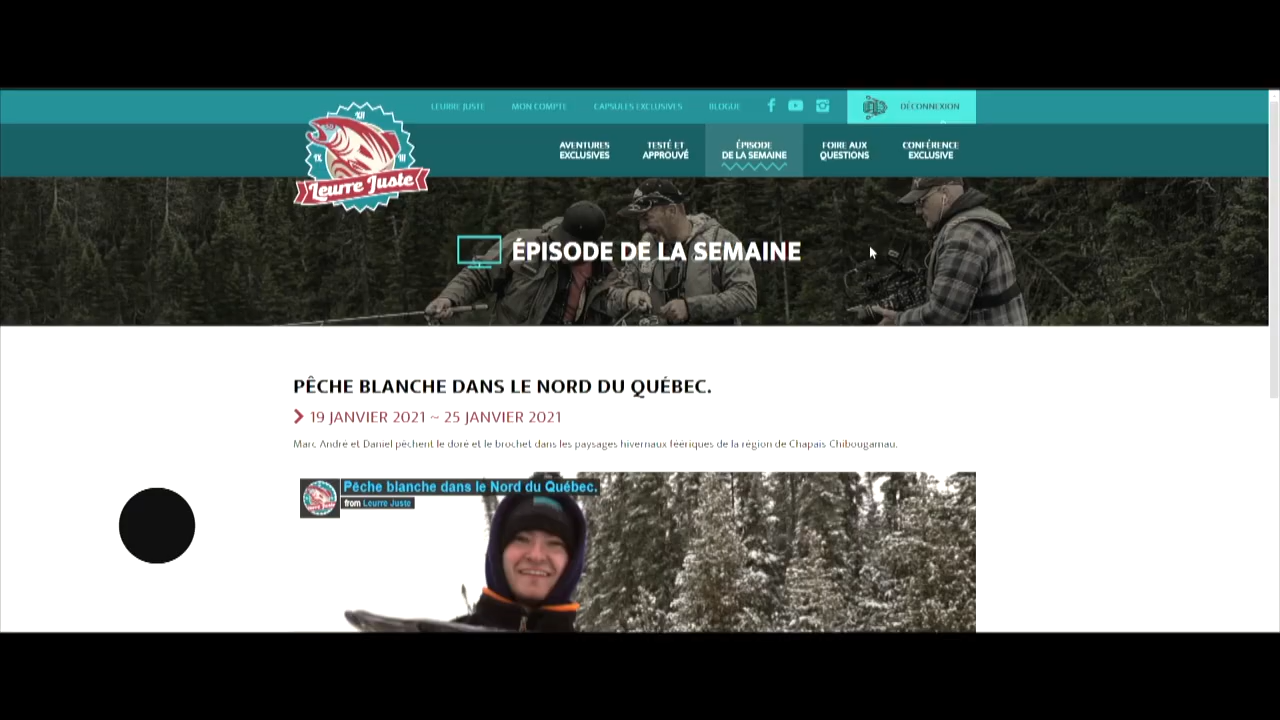 LEURRE JUSTE
MON COMPTE
CAPSULES EXCLUSIVES
BLOGUE
DÉCONNEXION
Leurre Juste
AVENTURES
EXCLUSIVES
TESTÉ ET
APPROUVÉ
ÉPISODE
DE LA SEMAINE
FOIRE AUX
QUESTIONS
CONFÉRENCE
EXCLUSIVE
ÉPISODE DE LA SEMAINE
PÊCHE BLANCHE DANS LE NORD DU QUÉBEC.
19 JANVIER 2021 ~ 25 JANVIER 2021
Marc André et Daniel pêchent le doré et le brochet dans les paysages hivernaux féériques de la région de Chapais Chibougamau.
Pêche blanche dans le Nord du Québec.
from Leurre Juste